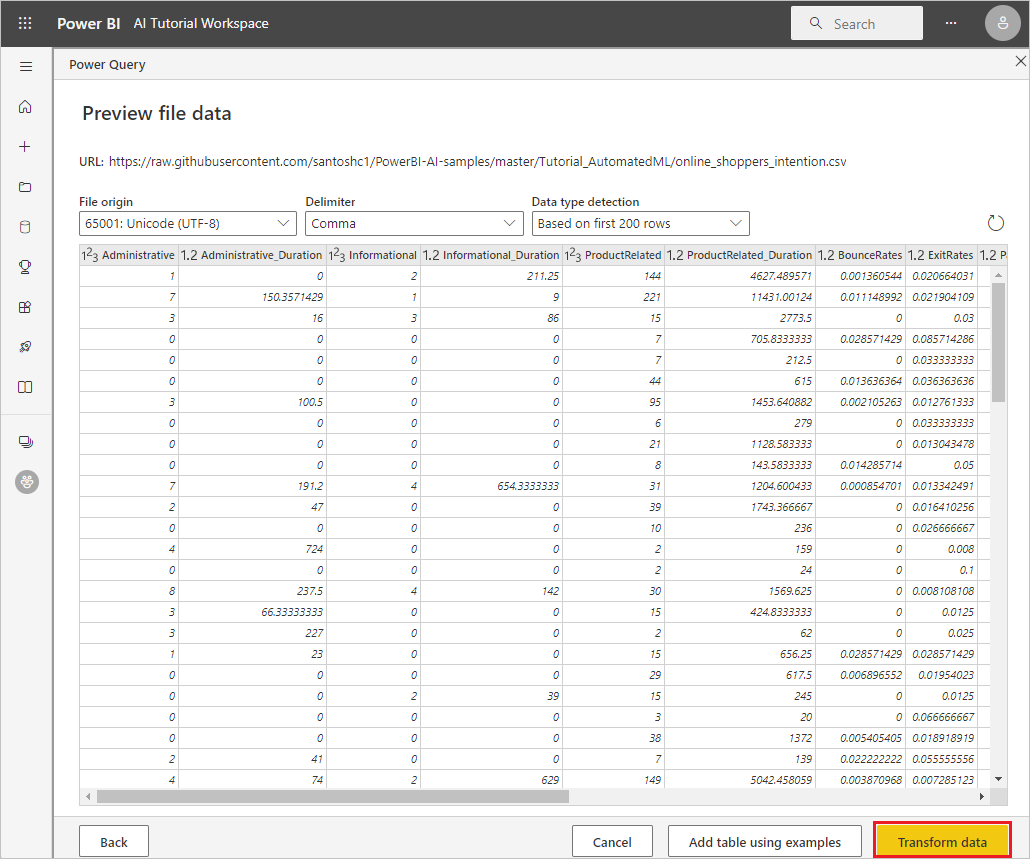 Power BI AI Tutorial Workspace Search ...
Power Query
Preview file data
URL: https://raw.githubusercontent.com/santoshc1/PowerBI-AI-samples/master/Tutorial_AutomatedML/online_shoppers_intention.csv
File origin Delimiter Data type detection
65001: Unicode (UTF-8) Comma Based on first 200 rows
123 Administrative 1.2 Administrative_Duration 123 Informational 1.2 Informational_Duration 123 ProductRelated 1.2 ProductRelated_Duration 1.2 BounceRates 1.2 ExitRates 1.2 P
1 0 2 211.25 144 4627.489571 0.001360544 0.020664031
7 150.3571429 1 9 221 11431.00124 0.011148992 0.021904109
3 16 3 86 15 2773.5 0 0.03
0 0 0 0 7 705.8333333 0.028571429 0.085714286
0 0 0 0 7 212.5 0 0.033333333
0 0 0 0 44 615 0.013636364 0.036363636
3 100.5 0 0 95 1453.640882 0.002105263 0.012761333
0 0 0 0 6 279 0 0.033333333
0 0 0 0 21 1128.583333 0 0.013043478
0 0 0 0 8 143.5833333 0.014285714 0.05
7 191.2 4 654.3333333 31 1204.600433 0.000854701 0.013342491
2 47 0 0 39 1743.366667 0 0.016410256
0 0 0 0 10 236 0 0.026666667
4 724 0 0 2 159 0 0.008
0 0 0 0 2 24 0 0.1
8 237.5 4 142 30 1569.625 0 0.008108108
3 66.33333333 0 0 15 424.8333333 0 0.0125
3 227 0 0 2 62 0 0.025
1 23 0 0 15 656.25 0.028571429 0.028571429
0 0 0 0 29 617.5 0.006896552 0.01954023
0 0 2 39 15 245 0 0.0125
0 0 0 0 3 20 0 0.066666667
0 0 0 0 38 1372 0.005405405 0.018918919
2 41 0 0 7 139 0.022222222 0.055555556
4 74 2 629 149 5042.458059 0.003870968 0.007285123
Back Cancel Add table using examples Transform data